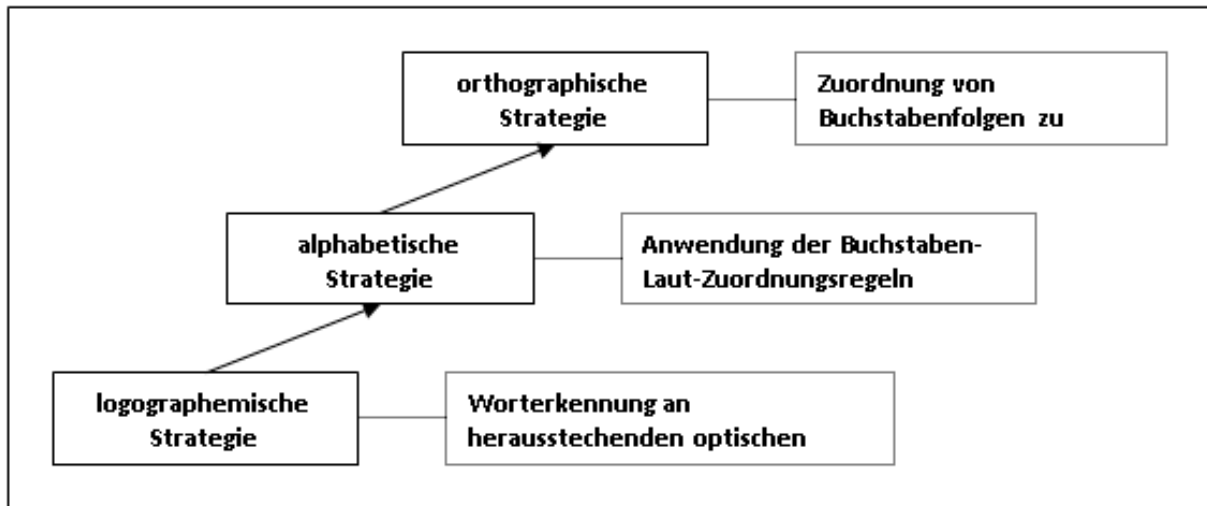 orthographische
Strategie
Zuordnung von
Buchstabenfolgen zu
alphabetische
Strategie
Anwendung der Buchstaben-
Laut-Zuordnungsregeln
logographemische
Strategie
Worterkennung an
herausstechenden optischen